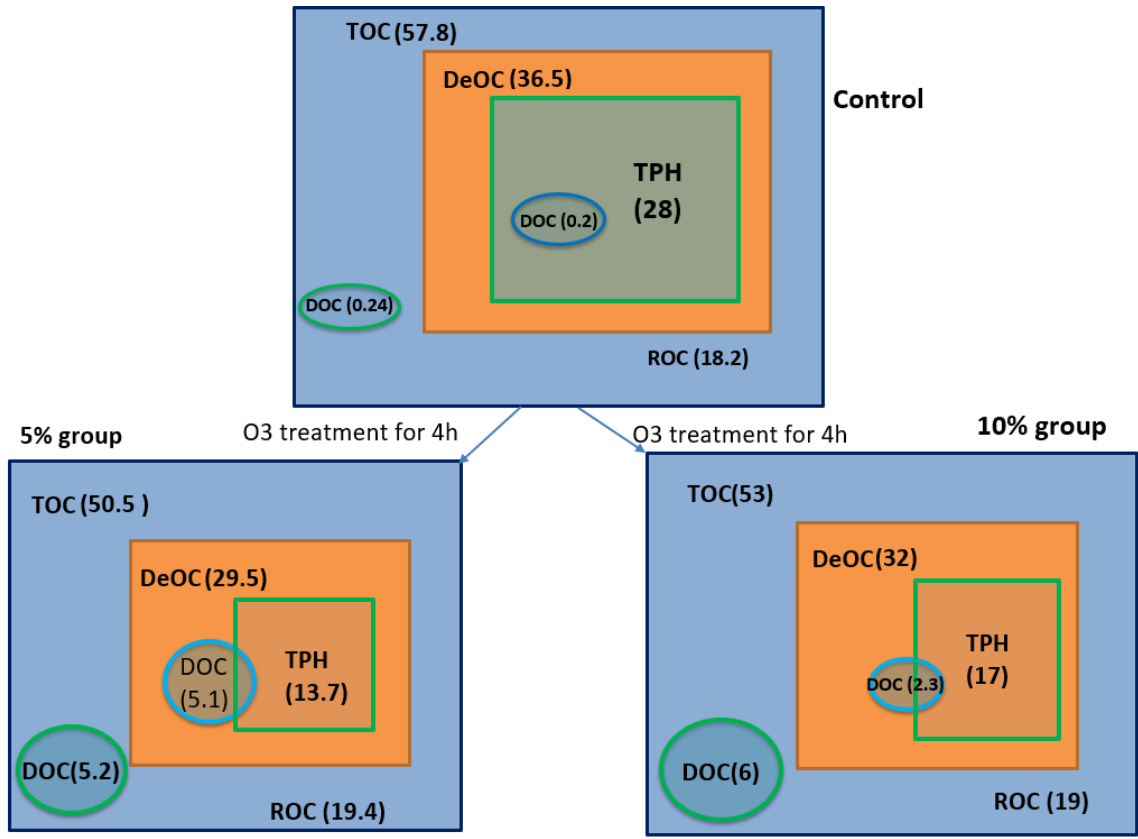 TOC (57.8)
DeOC (36.5)
Control
TPH
(28)
DOC (0.2)
DOC (0.24)
ROC (18.2)
5% group
O3 treatment for 4h
O3 treatment for 4h
10% group
TOC (50.5 )
DeOC (29.5)
DOC
(5.1)
TPH
(13.7)
DOC(5.2)
ROC (19.4)
TOC(53)
DeOC(32)
TPH
(17)
DOC (2.3)
DOC(6)
ROC (19)